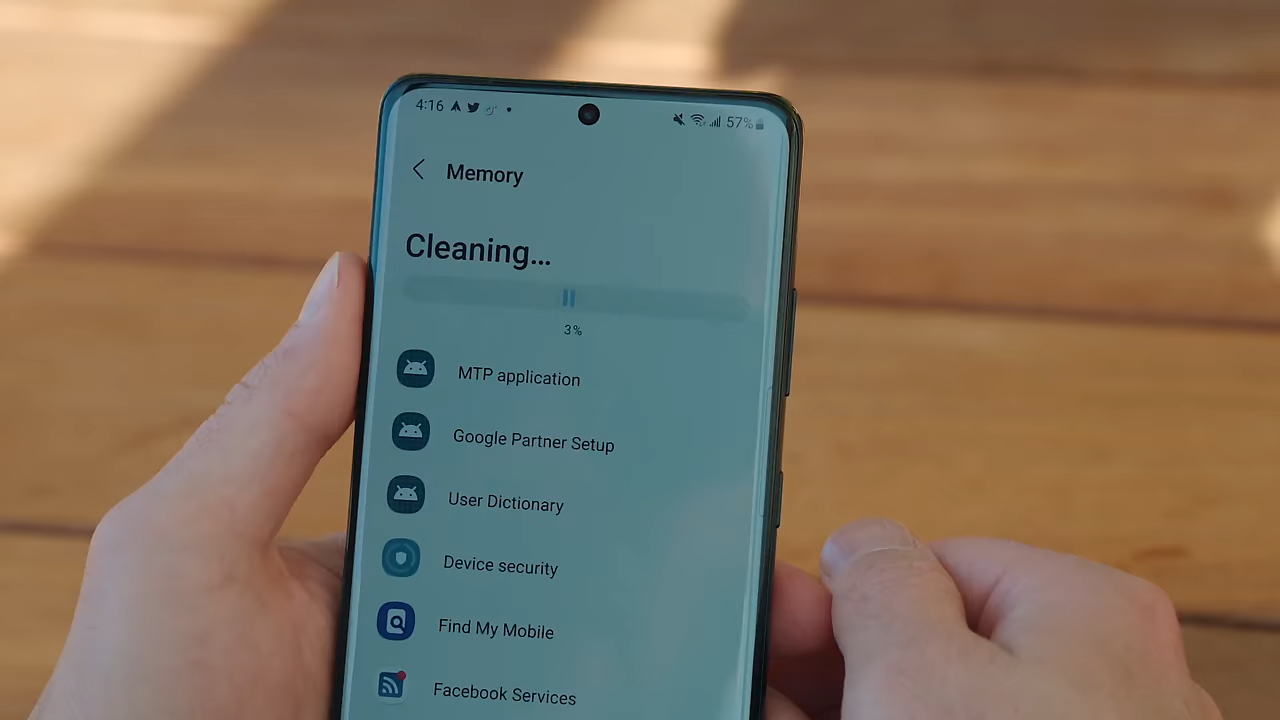 4:16 57%
Memory
Cleaning...
3%
MTP application
Google Partner Setup
User Dictionary
Device security
Find My Mobile
Facebook Services